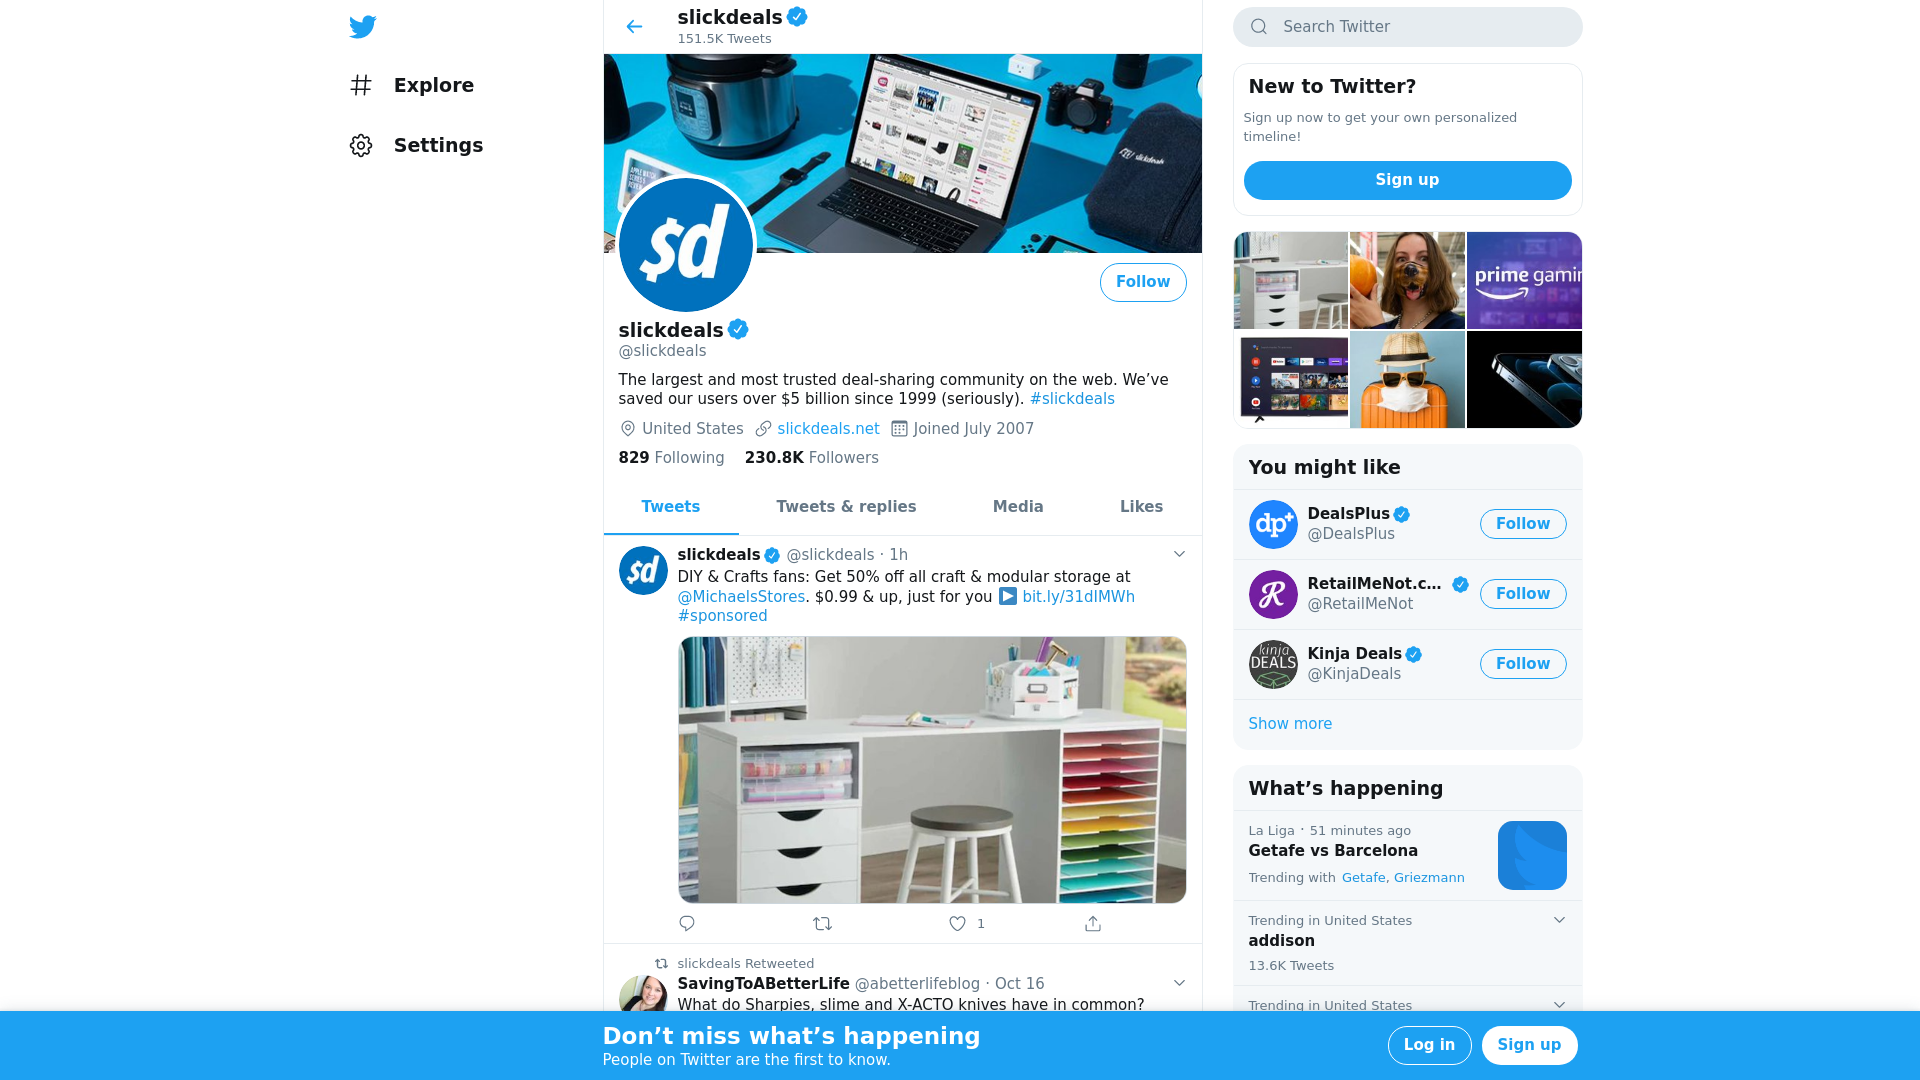 Explore
Settings
slickdeals
151.5K Tweets
slickdeals
$d
Follow
slickdeals
@slickdeals
The largest and most trusted deal-sharing community on the web. We’ve
saved our users over $5 billion since 1999 (seriously). #slickdeals
United States slickdeals.net Joined July 2007
829 Following 230.8K Followers
Tweets Tweets & replies Media Likes
$d
slickdeals @slickdeals · 1h
DIY & Crafts fans: Get 50% off all craft & modular storage at
@MichaelsStores. $0.99 & up, just for you bit.ly/31dIMWh
#sponsored
1
slickdeals Retweeted
SavingToABetterLife @abetterlifeblog · Oct 16
What do Sharpies, slime and X-ACTO knives have in common?
Search Twitter
New to Twitter?
Sign up now to get your own personalized
timeline!
Sign up
prime gamin
You might like
dp+
DealsPlus
@DealsPlus
Follow
R
RetailMeNot.c...
@RetailMeNot
Follow
kinja
DEALS
Kinja Deals
@KinjaDeals
Follow
Show more
What’s happening
La Liga · 51 minutes ago
Getafe vs Barcelona
Trending with Getafe, Griezmann
Trending in United States
addison
13.6K Tweets
Trending in United States
Don’t miss what’s happening
People on Twitter are the first to know.
Log in
Sign up